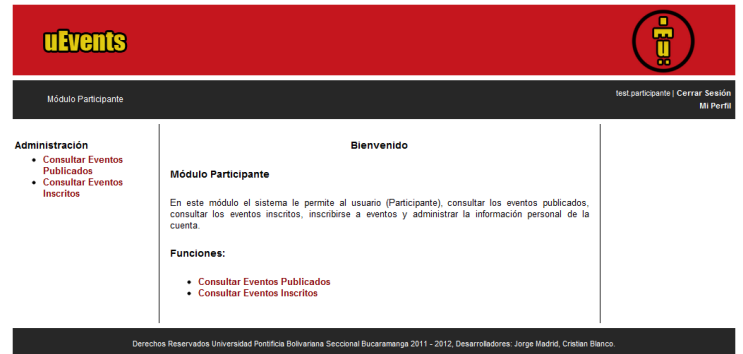 uEvents
Módulo Participante
test.participante | Cerrar Sesión
Mi Perfil
Administración
Consultar Eventos
Publicados
Consultar Eventos
Inscritos
Bienvenido
Módulo Participante
En este módulo el sistema le permite al usuario (Participante), consultar los eventos publicados,
consultar los eventos inscritos, inscribirse a eventos y administrar la información personal de la
cuenta.
Funciones:
Consultar Eventos Publicados
Consultar Eventos Inscritos
Derechos Reservados Universidad Pontificia Bolivariana Seccional Bucaramanga 2011 - 2012, Desarrolladores: Jorge Madrid, Cristian Blanco.